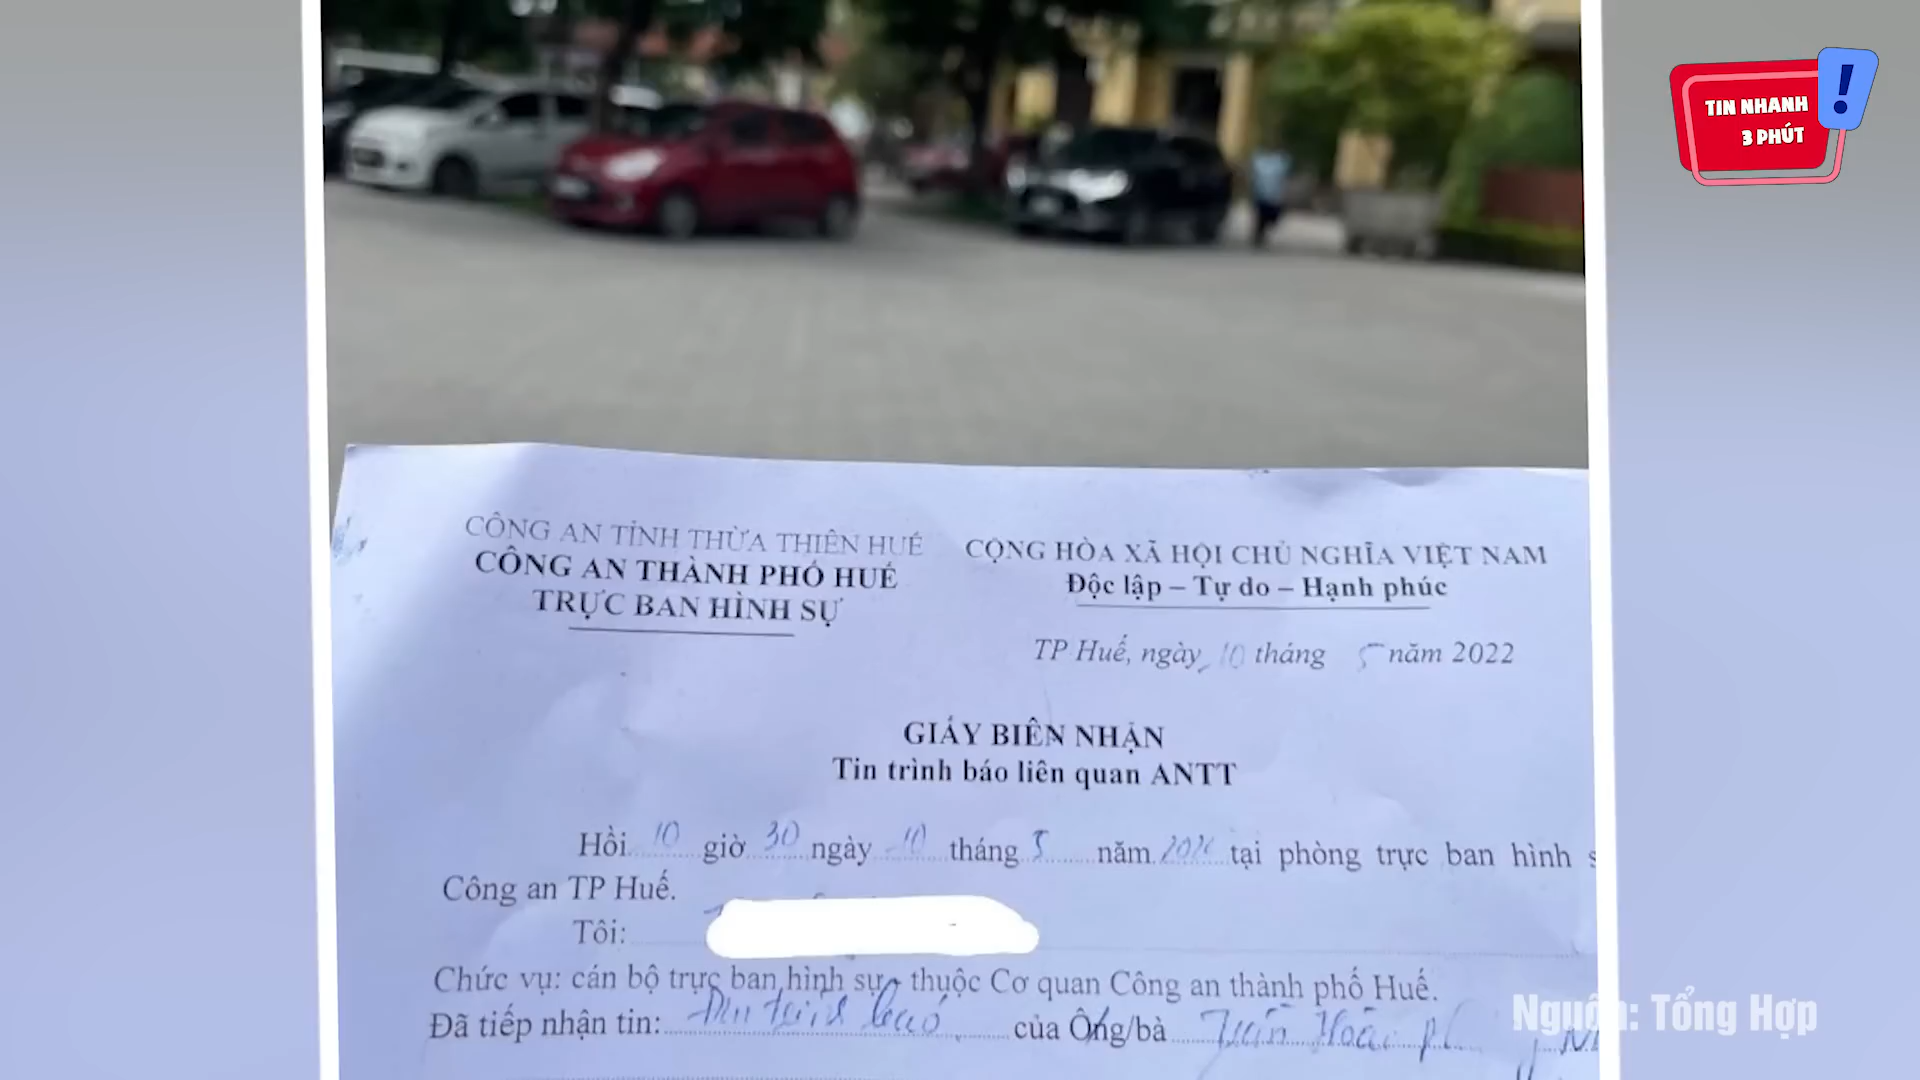 TIN NHANH
3 PHÚT
!
CÔNG AN TỈNH THỪA THIÊN HUẾ
CÔNG AN THÀNH PHỐ HUẾ
TRỰC BAN HÌNH SỰ
CỘNG HÒA XÃ HỘI CHỦ NGHĨA VIỆT NAM
Độc lập – Tự do – Hạnh phúc
TP Huế, ngày 10 tháng 5 năm 2022
GIẤY BIÊN NHẬN
Tin trình báo liên quan ANTT
Hồi 10 giờ 30 ngày 10 tháng 5 năm 2022 tại phòng trực ban hình
Công an TP Huế.
Tôi:
Chức vụ: cán bộ trực ban hình sự - thuộc Cơ quan Công an thành phố Huế.
Đã tiếp nhận tin: của Ông/bà
Nguồn: Tổng Hợp